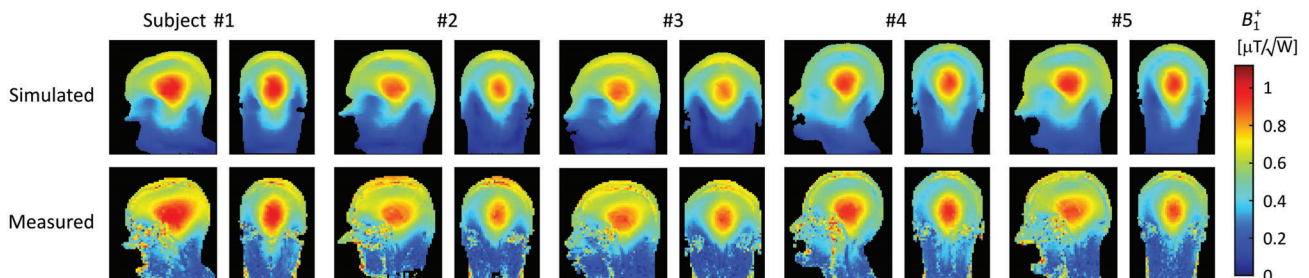 Subject #1 #2 #3 #4 #5 B₁⁺
[µT/√W]
Simulated
Measured
1
0.8
0.6
0.4
0.2
0